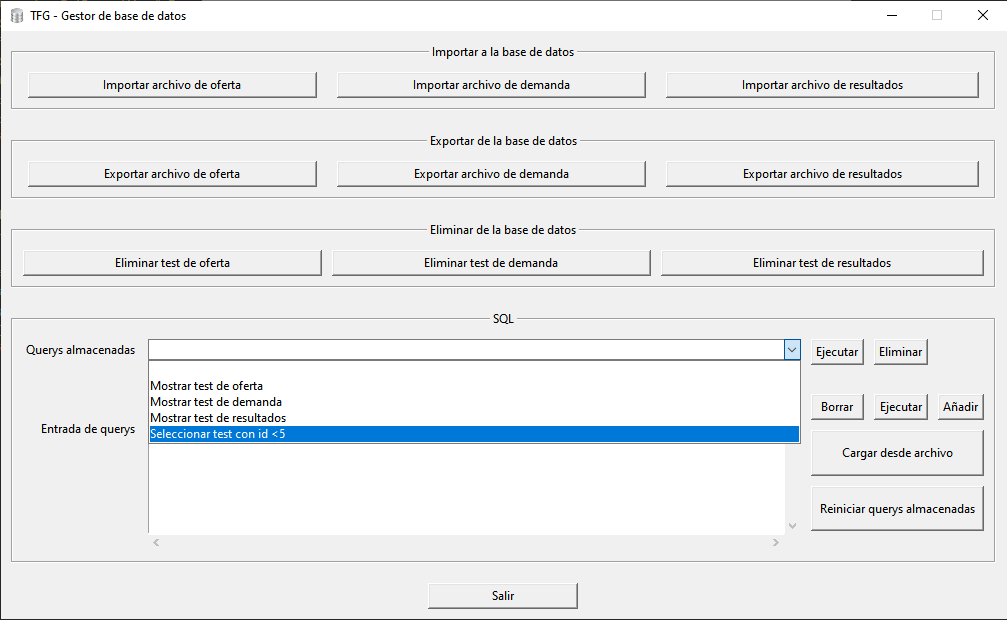 TFG - Gestor de base de datos
Importar a la base de datos
Importar archivo de oferta
Importar archivo de demanda
Importar archivo de resultados
Exportar de la base de datos
Exportar archivo de oferta
Exportar archivo de demanda
Exportar archivo de resultados
Eliminar de la base de datos
Eliminar test de oferta
Eliminar test de demanda
Eliminar test de resultados
SQL
Querys almacenadas
Ejecutar
Eliminar
Mostrar test de oferta
Mostrar test de demanda
Mostrar test de resultados
Seleccionar test con id <5
Entrada de querys
Borrar
Ejecutar
Añadir
Cargar desde archivo
Reiniciar querys almacenadas
Salir